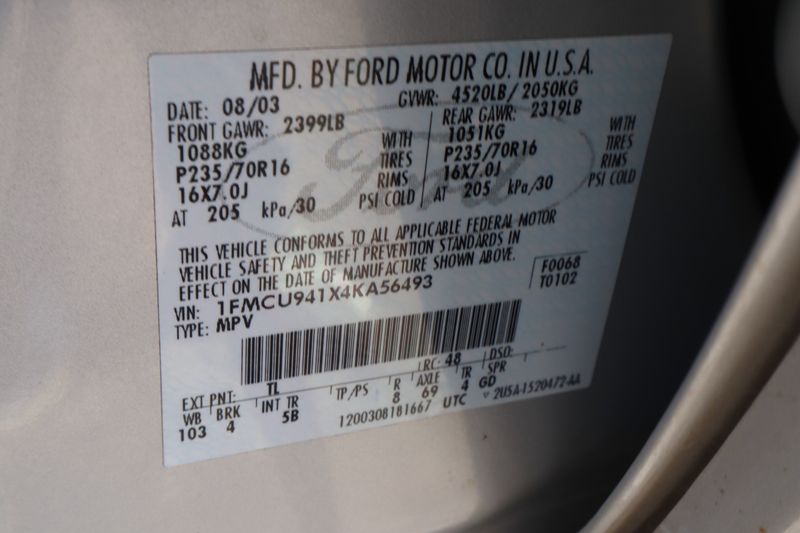 MFD. BY FORD MOTOR CO. IN U.S.A.
DATE: 08/03 GVWR: 4520LB/ 2050KG
FRONT GAWR: 2399LB REAR GAWR: 2319LB
1088KG WITH 1051KG WITH
P235/70R16 TIRES P235/70R16 TIRES
16X7.0J RIMS 16X7.0J RIMS
AT 205 kPa/30 PSI COLD AT 205 kPa/30 PSI COLD
Ford
THIS VEHICLE CONFORMS TO ALL APPLICABLE FEDERAL MOTOR
VEHICLE SAFETY AND THEFT PREVENTION STANDARDS IN
EFFECT ON THE DATE OF MANUFACTURE SHOWN ABOVE.
VIN: 1FMCU941X4KA56493 F0068
TYPE: MPV T0102
RC: 48 DSO:
EXT PNT: TL
WB BRK INT TR TP/PS R AXLE TR SPR
103 4 5B 8 69 4 GD
1200308181667 UTC ▽ 2U5A-1520472-AA